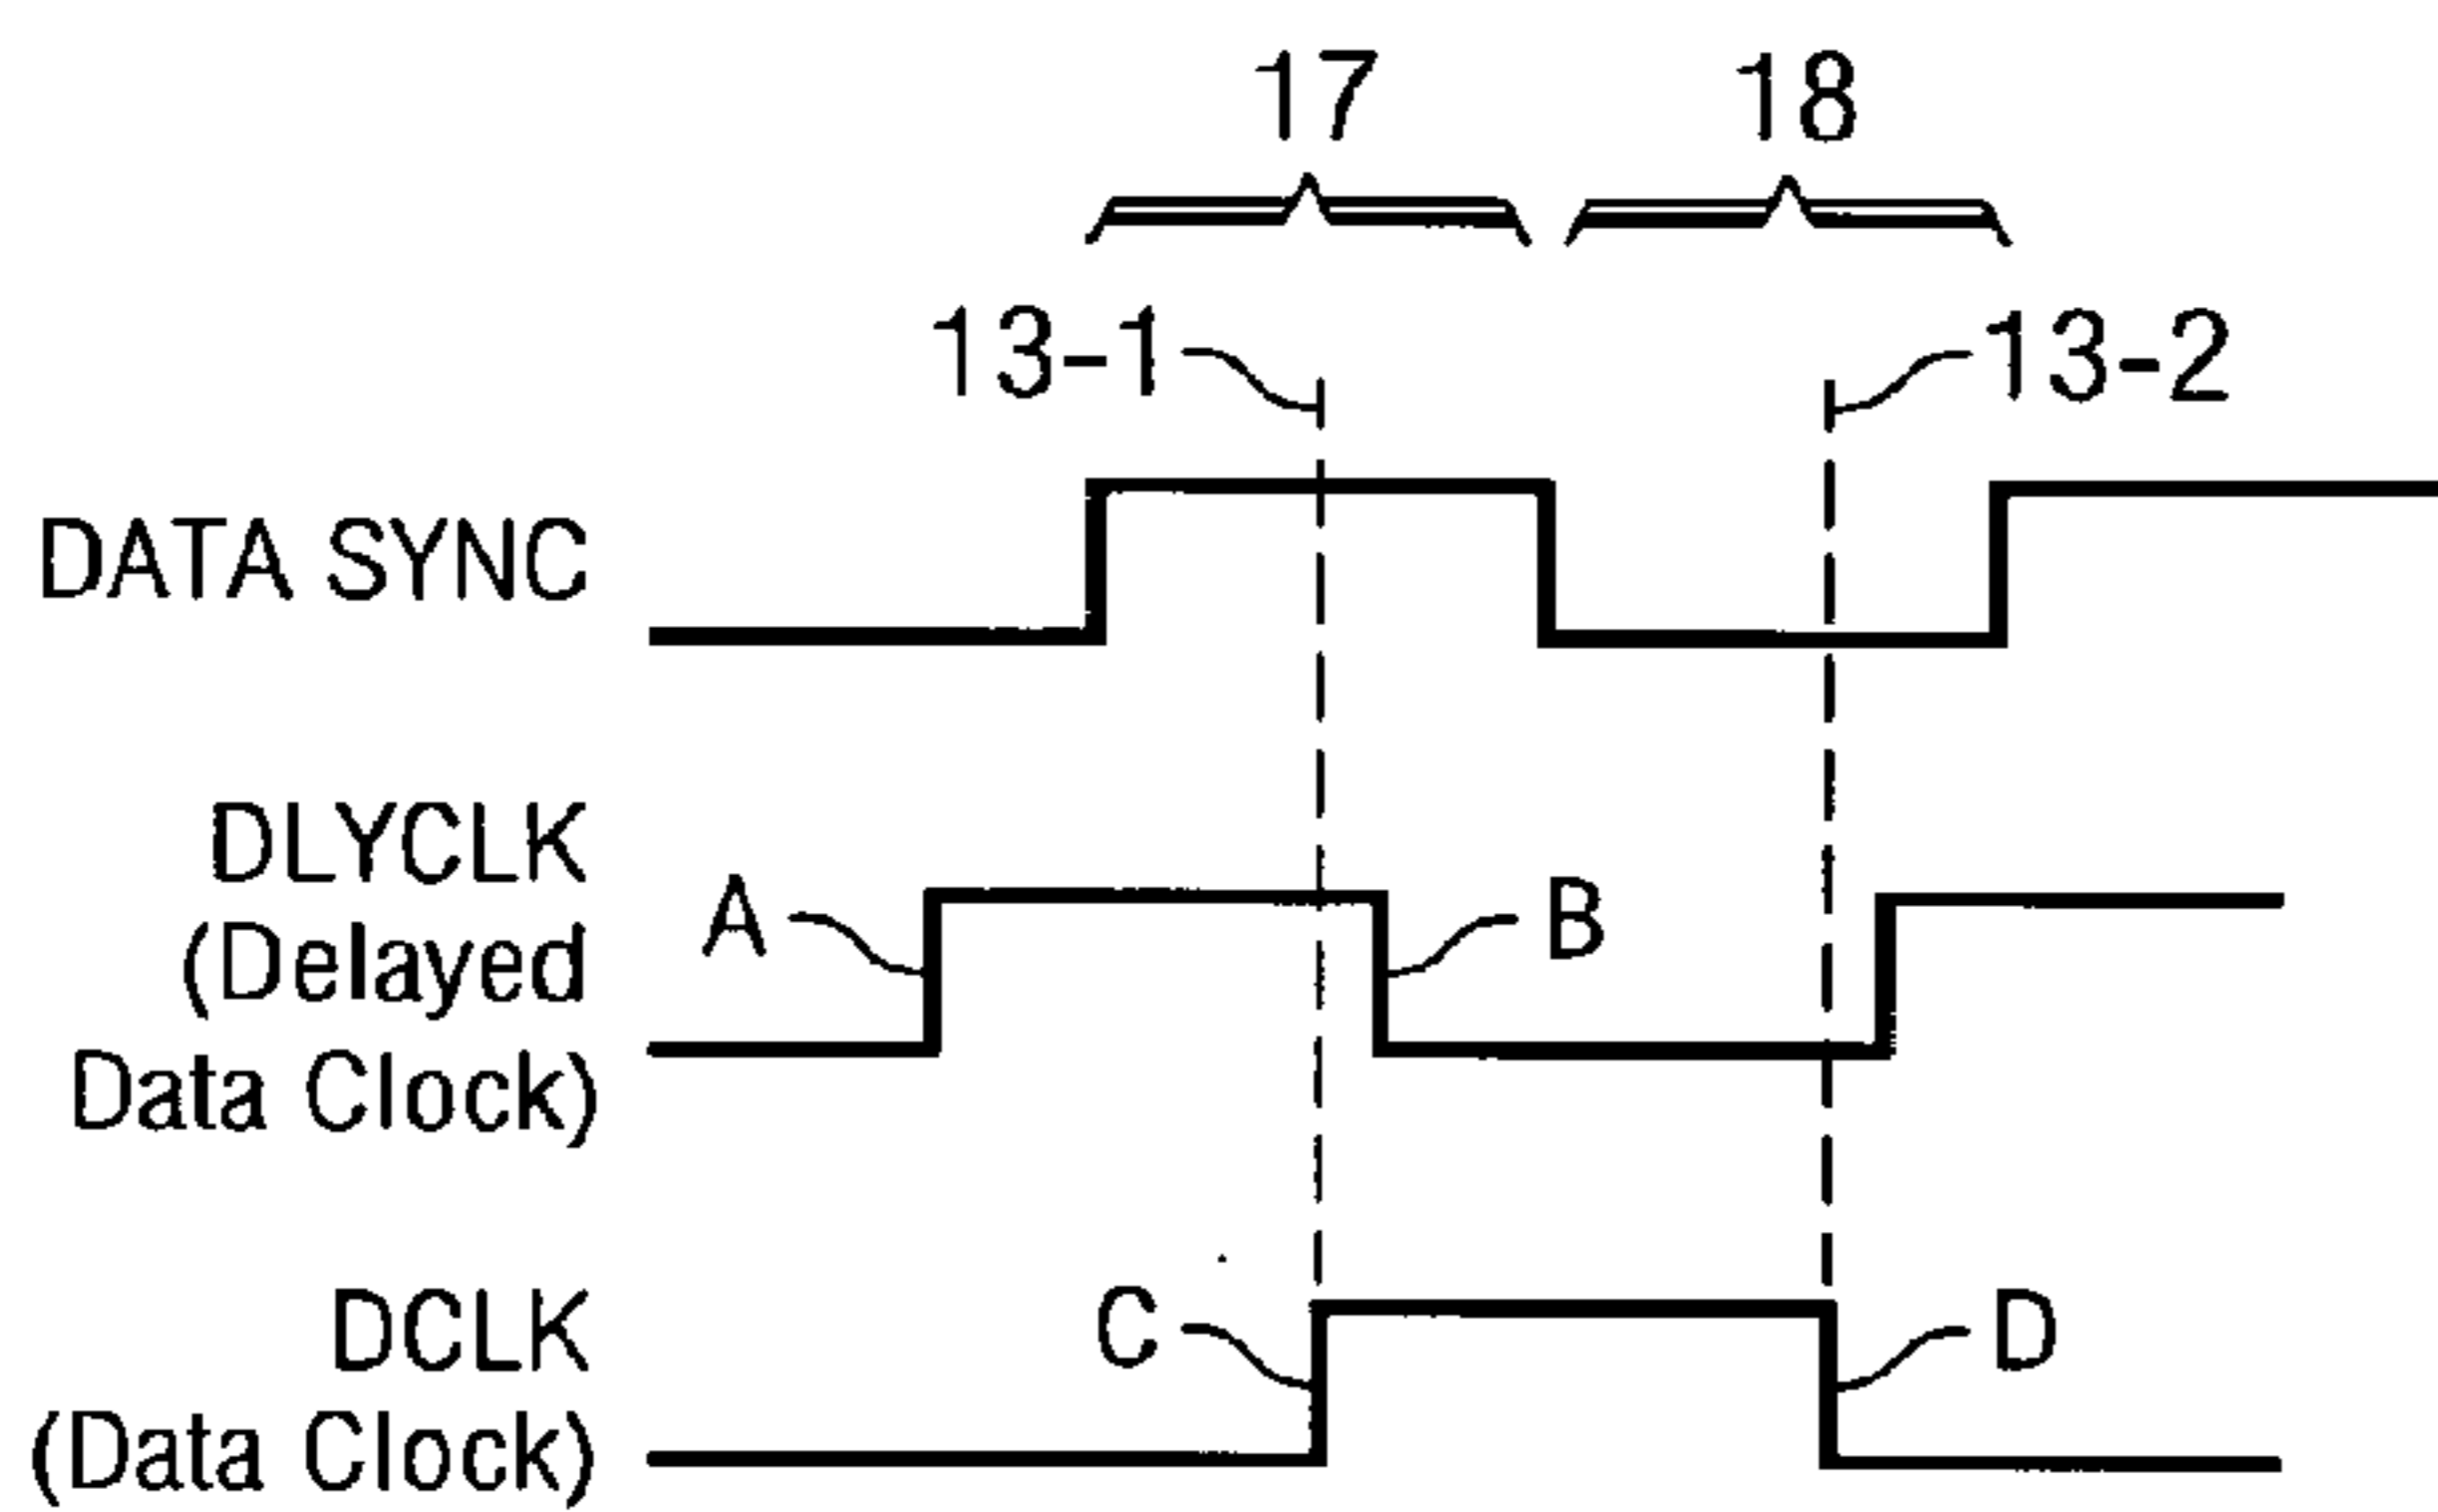 17
18
13-1
13-2
DATA SYNC
DLYCLK
(Delayed
Data Clock)
A
B
DCLK
(Data Clock)
C
D